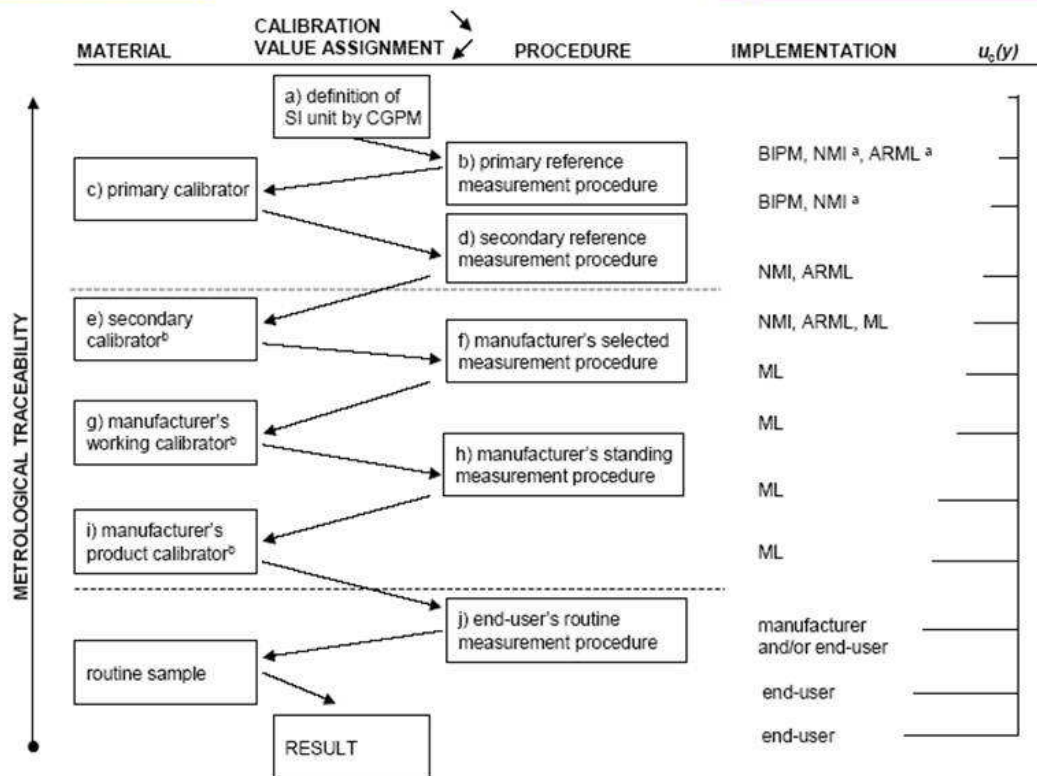 CALIBRATION
MATERIAL VALUE ASSIGNMENT PROCEDURE IMPLEMENTATION u_c(y)
a) definition of
SI unit by CGPM
b) primary reference
measurement procedure
BIPM, NMI ᵃ, ARML ᵃ
c) primary calibrator
BIPM, NMI ᵃ
d) secondary reference
measurement procedure
NMI, ARML
e) secondary
calibratorᵇ
NMI, ARML, ML
f) manufacturer's selected
measurement procedure
ML
g) manufacturer's
working calibratorᵇ
ML
h) manufacturer's standing
measurement procedure
ML
i) manufacturer's
product calibratorᵇ
ML
j) end-user's routine
measurement procedure
manufacturer
and/or end-user
routine sample
end-user
RESULT
end-user
METROLOGICAL TRACEABILITY